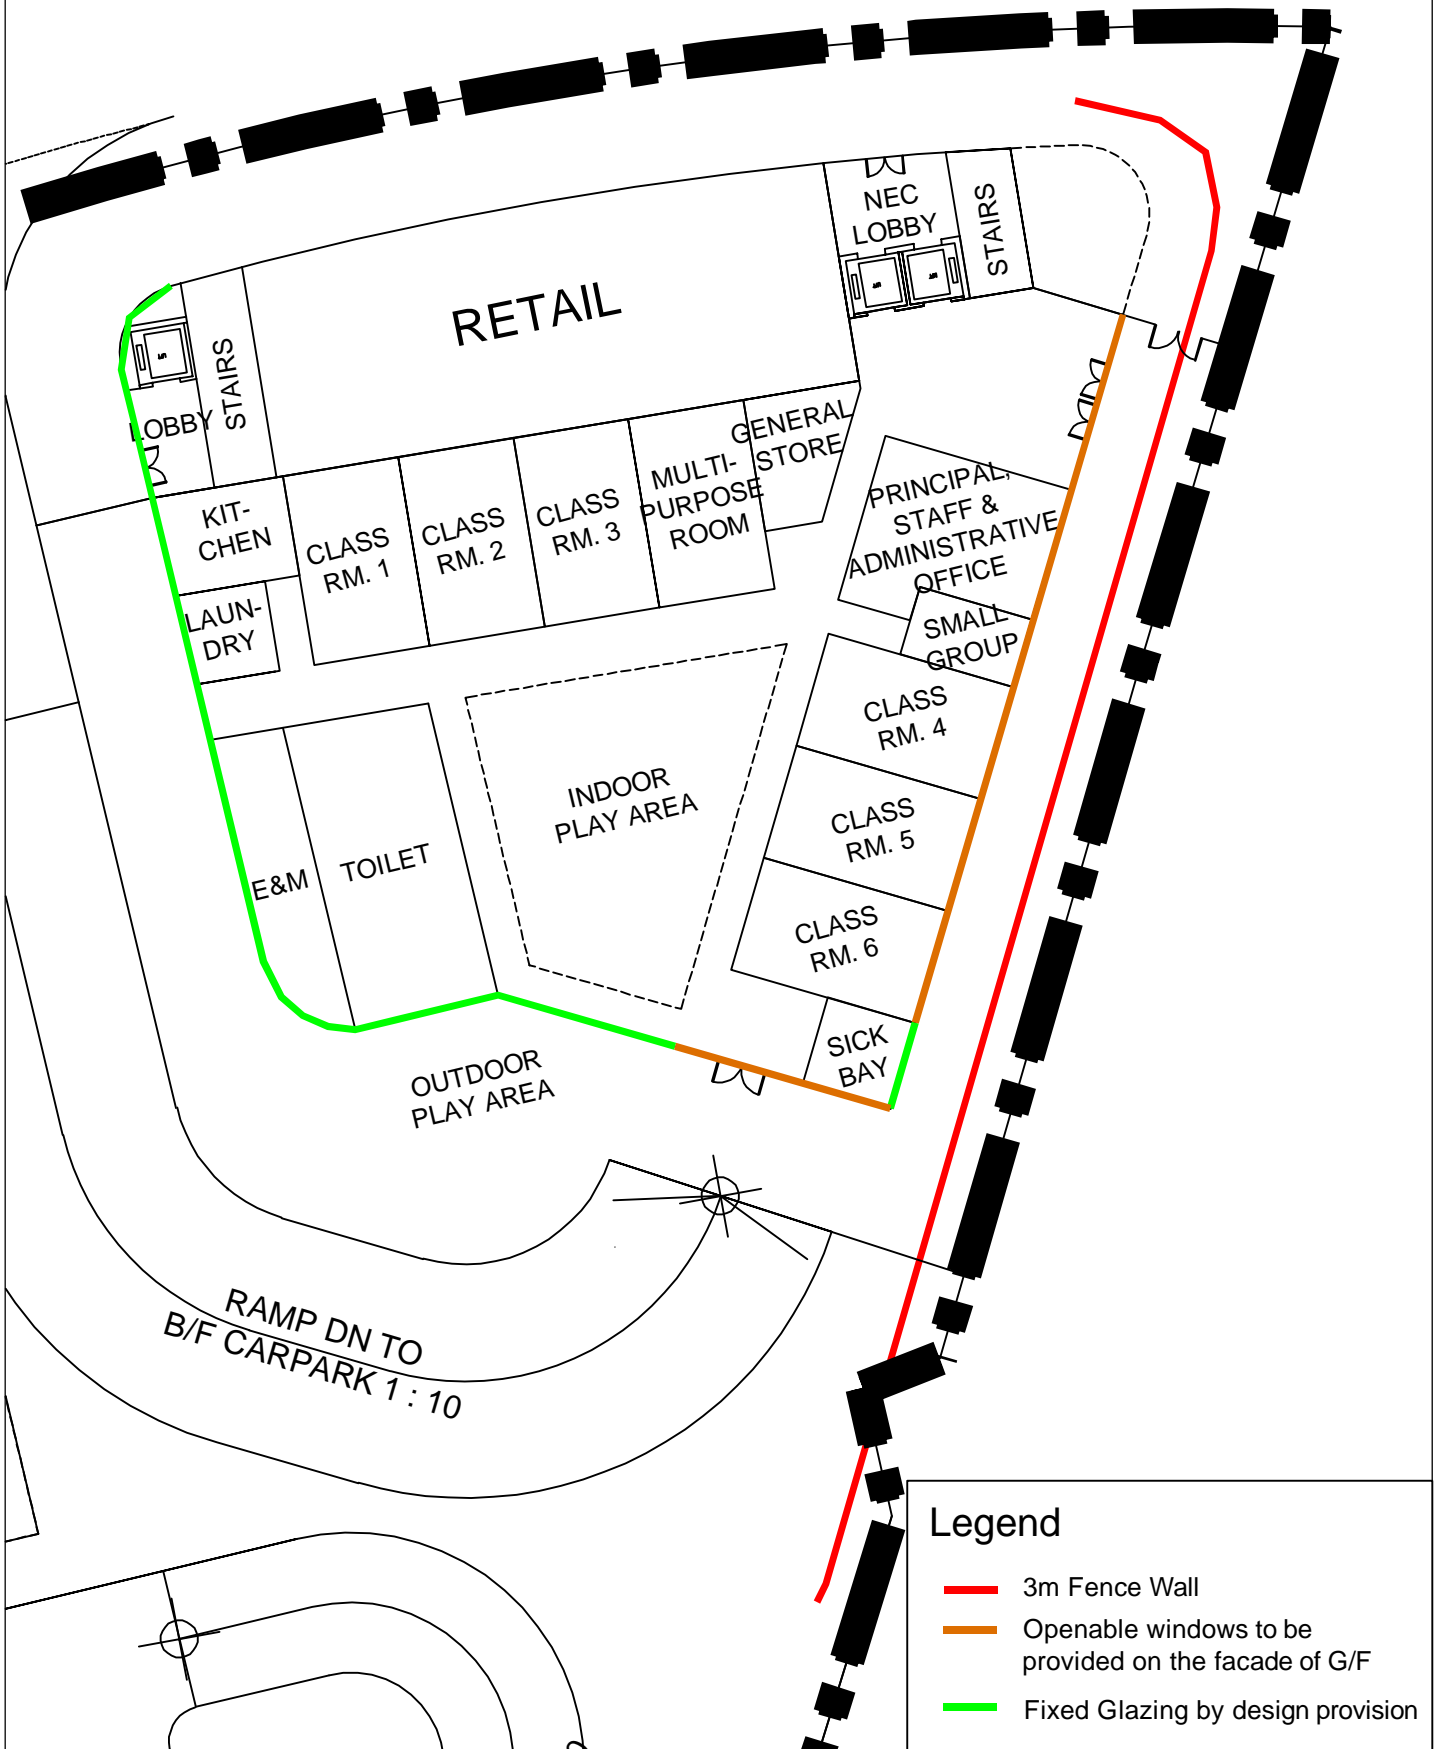 NEC
LOBBY
STAIRS
RETAIL
STAIRS
LOBBY
GENERAL
STORE
MULTI-
PURPOSE
ROOM
CLASS
RM. 3
CLASS
RM. 2
CLASS
RM. 1
KIT-
CHEN
LAUN-
DRY
PRINCIPAL,
STAFF &
ADMINISTRATIVE
OFFICE
SMALL
GROUP
CLASS
RM. 4
CLASS
RM. 5
CLASS
RM. 6
SICK
BAY
INDOOR
PLAY AREA
TOILET
E&M
OUTDOOR
PLAY AREA
RAMP DN TO
B/F CARPARK 1 : 10
Legend
3m Fence Wall
Openable windows to be
provided on the facade of G/F
Fixed Glazing by design provision